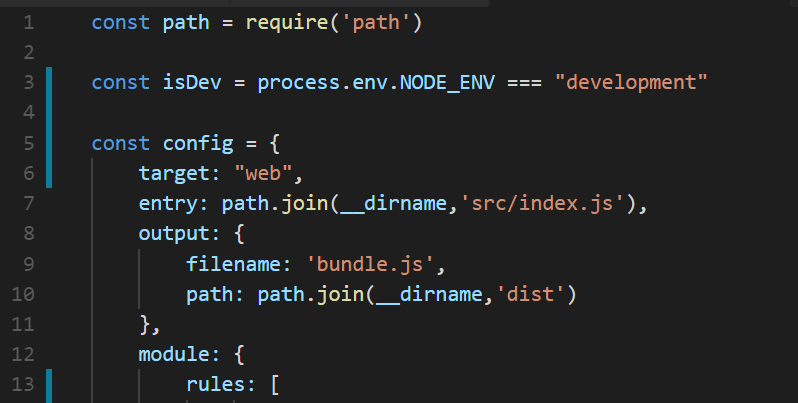 1 const path = require('path')
2
3 const isDev = process.env.NODE_ENV === "development"
4
5 const config = {
6     target: "web",
7     entry: path.join(__dirname,'src/index.js'),
8     output: {
9         filename: 'bundle.js',
10         path: path.join(__dirname,'dist')
11     },
12     module: {
13         rules: [